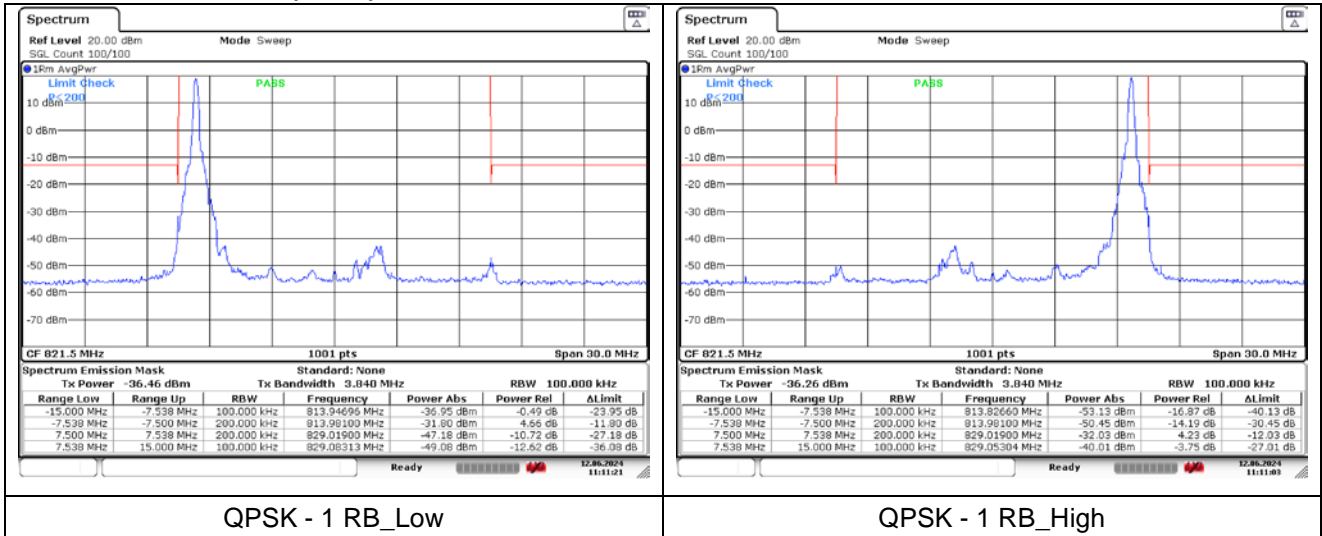 Spectrum
Ref Level 20.00 dBm Mode Sweep
SGL Count 100/100
1Rm AvgPwr
Limit Check PASS
P<200
10 dBm
0 dBm
-10 dBm
-20 dBm
-30 dBm
-40 dBm
-50 dBm
-60 dBm
-70 dBm
CF 821.5 MHz 1001 pts Span 30.0 MHz
Spectrum Emission Mask Standard: None
Tx Power -36.46 dBm Tx Bandwidth 3.840 MHz RBW 100.000 kHz
Range Low Range Up RBW Frequency Power Abs Power Rel ΔLimit
-15.000 MHz -7.538 MHz 100.000 kHz 813.94696 MHz -36.95 dBm -0.49 dB -23.95 dB
-7.538 MHz -7.500 MHz 200.000 kHz 813.98100 MHz -31.80 dBm 4.66 dB -11.80 dB
7.500 MHz 7.538 MHz 200.000 kHz 829.01900 MHz -47.18 dBm -10.72 dB -27.18 dB
7.538 MHz 15.000 MHz 100.000 kHz 829.08313 MHz -49.08 dBm -12.62 dB -36.08 dB
Ready 12.06.2024
11:11:21
QPSK - 1 RB_Low
Spectrum
Ref Level 20.00 dBm Mode Sweep
SGL Count 100/100
1Rm AvgPwr
Limit Check PASS
P<200
10 dBm
0 dBm
-10 dBm
-20 dBm
-30 dBm
-40 dBm
-50 dBm
-60 dBm
-70 dBm
CF 821.5 MHz 1001 pts Span 30.0 MHz
Spectrum Emission Mask Standard: None
Tx Power -36.26 dBm Tx Bandwidth 3.840 MHz RBW 100.000 kHz
Range Low Range Up RBW Frequency Power Abs Power Rel ΔLimit
-15.000 MHz -7.538 MHz 100.000 kHz 813.82660 MHz -53.13 dBm -16.87 dB -40.13 dB
-7.538 MHz -7.500 MHz 200.000 kHz 813.98100 MHz -50.45 dBm -14.19 dB -30.45 dB
7.500 MHz 7.538 MHz 200.000 kHz 829.01900 MHz -32.03 dBm 4.23 dB -12.03 dB
7.538 MHz 15.000 MHz 100.000 kHz 829.05304 MHz -40.01 dBm -3.75 dB -27.01 dB
Ready 12.06.2024
11:11:03
QPSK - 1 RB_High